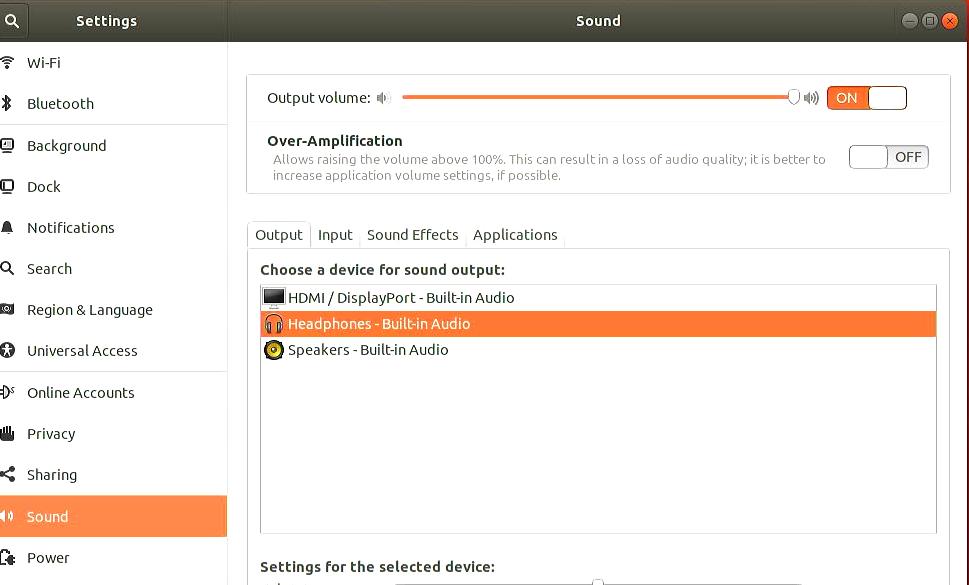 Settings
Sound
Wi-Fi
Bluetooth
Background
Dock
Notifications
Search
Region & Language
Universal Access
Online Accounts
Privacy
Sharing
Sound
Power
Output volume:
ON
Over-Amplification
Allows raising the volume above 100%. This can result in a loss of audio quality; it is better to
increase application volume settings, if possible.
OFF
Output
Input
Sound Effects
Applications
Choose a device for sound output:
HDMI / DisplayPort - Built-in Audio
Headphones - Built-in Audio
Speakers - Built-in Audio
Settings for the selected device: